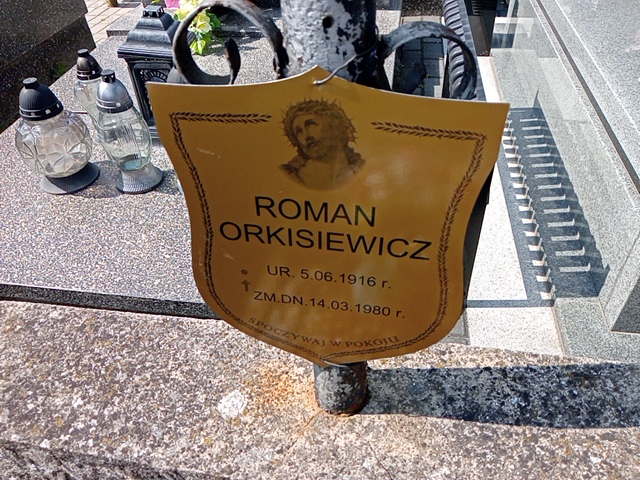 ROMAN
ORKISIEWICZ
UR. 5.06.1916 r.
ZM.DN.14.03.1980 r.
SPOCZYWAJ W POKOJU